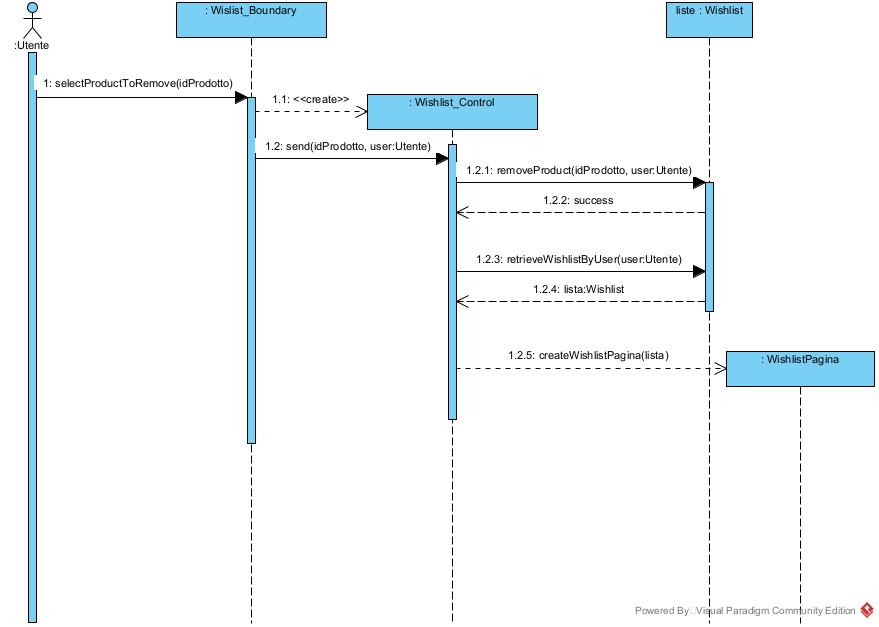 : Wislist_Boundary
liste : Wishlist
:Utente
1: selectProductToRemove(idProdotto)
1.1: <<create>>
: Wishlist_Control
1.2: send(idProdotto, user:Utente)
1.2.1: removeProduct(idProdotto, user:Utente)
1.2.2: success
1.2.3: retrieveWishlistByUser(user:Utente)
1.2.4: lista:Wishlist
1.2.5: createWishlistPagina(lista)
: WishlistPagina
Powered By Visual Paradigm Community Edition